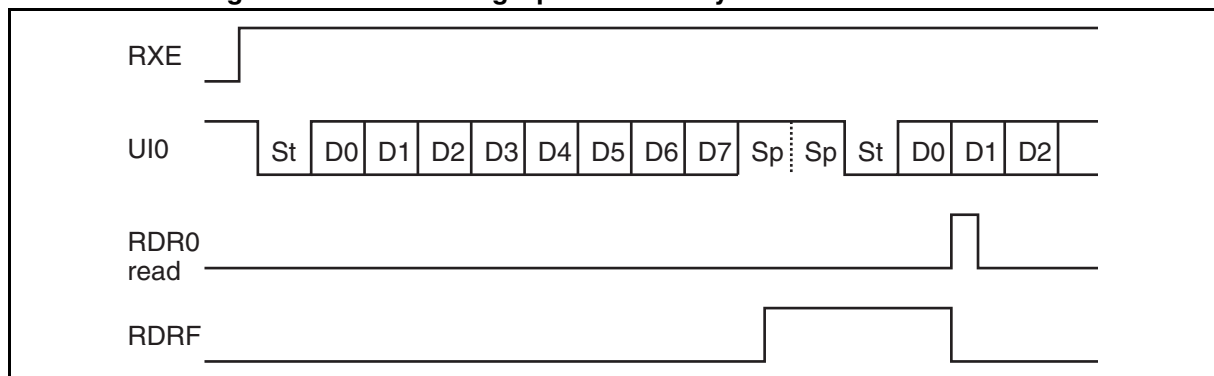 RXE
UI0
St D0 D1 D2 D3 D4 D5 D6 D7 Sp Sp St D0 D1 D2
RDR0
read
RDRF